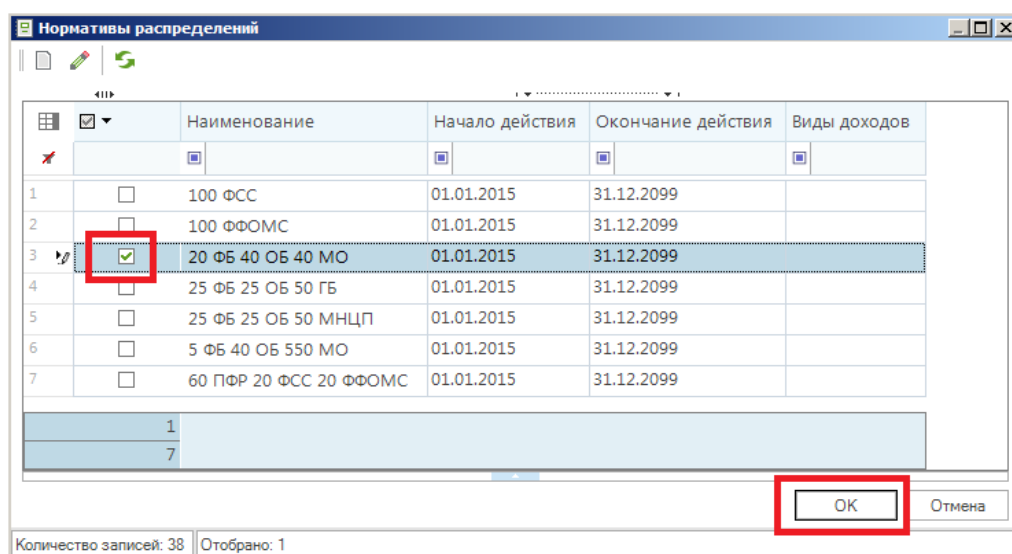 Нормативы распределений
Наименование Начало действия Окончание действия Виды доходов
1 100 ФСС 01.01.2015 31.12.2099
2 100 ФФОМС 01.01.2015 31.12.2099
3 20 ФБ 40 ОБ 40 МО 01.01.2015 31.12.2099
4 25 ФБ 25 ОБ 50 ГБ 01.01.2015 31.12.2099
5 25 ФБ 25 ОБ 50 МНЦП 01.01.2015 31.12.2099
6 5 ФБ 40 ОБ 550 МО 01.01.2015 31.12.2099
7 60 ПФР 20 ФСС 20 ФФОМС 01.01.2015 31.12.2099
1
7
ОК Отмена
Количество записей: 38 Отобрано: 1